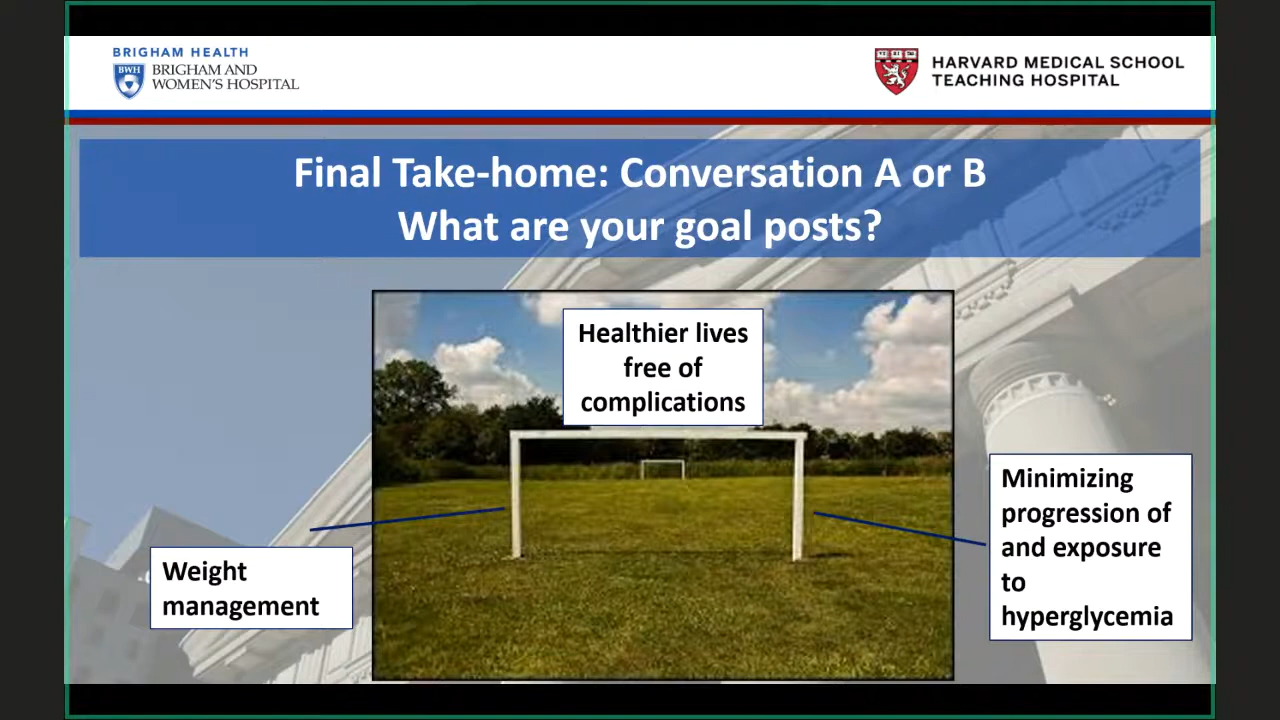 BRIGHAM HEALTH
BWH
BRIGHAM AND
WOMEN'S HOSPITAL
HARVARD MEDICAL SCHOOL
TEACHING HOSPITAL
Final Take-home: Conversation A or B
What are your goal posts?
Healthier lives
free of
complications
Weight
management
Minimizing
progression of
and exposure
to
hyperglycemia